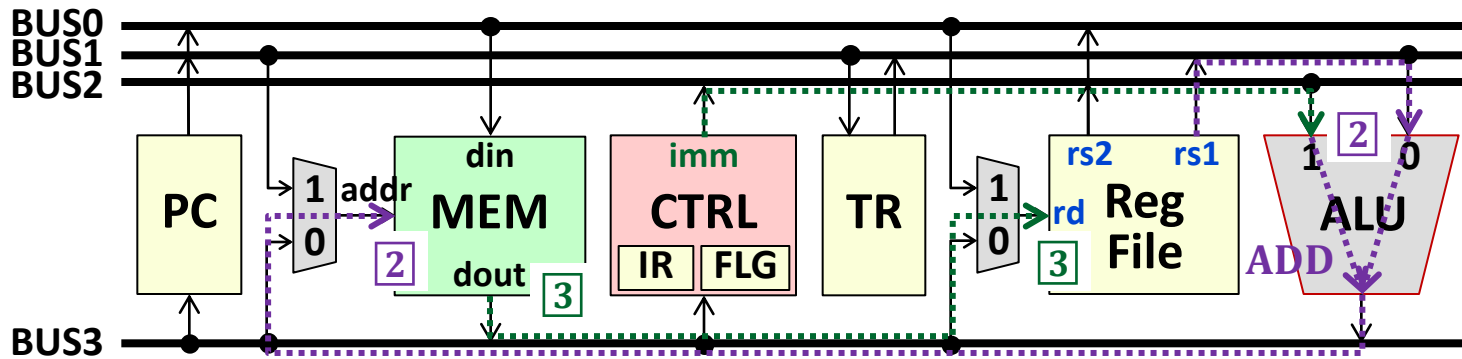 BUS0
BUS1
BUS2
din
imm
rs2 rs1
1 2 0
1 addr
PC
MEM
CTRL
TR
1
rd Reg
File
ALU
0
2
dout
3
IR FLG
0
3
ADD
BUS3